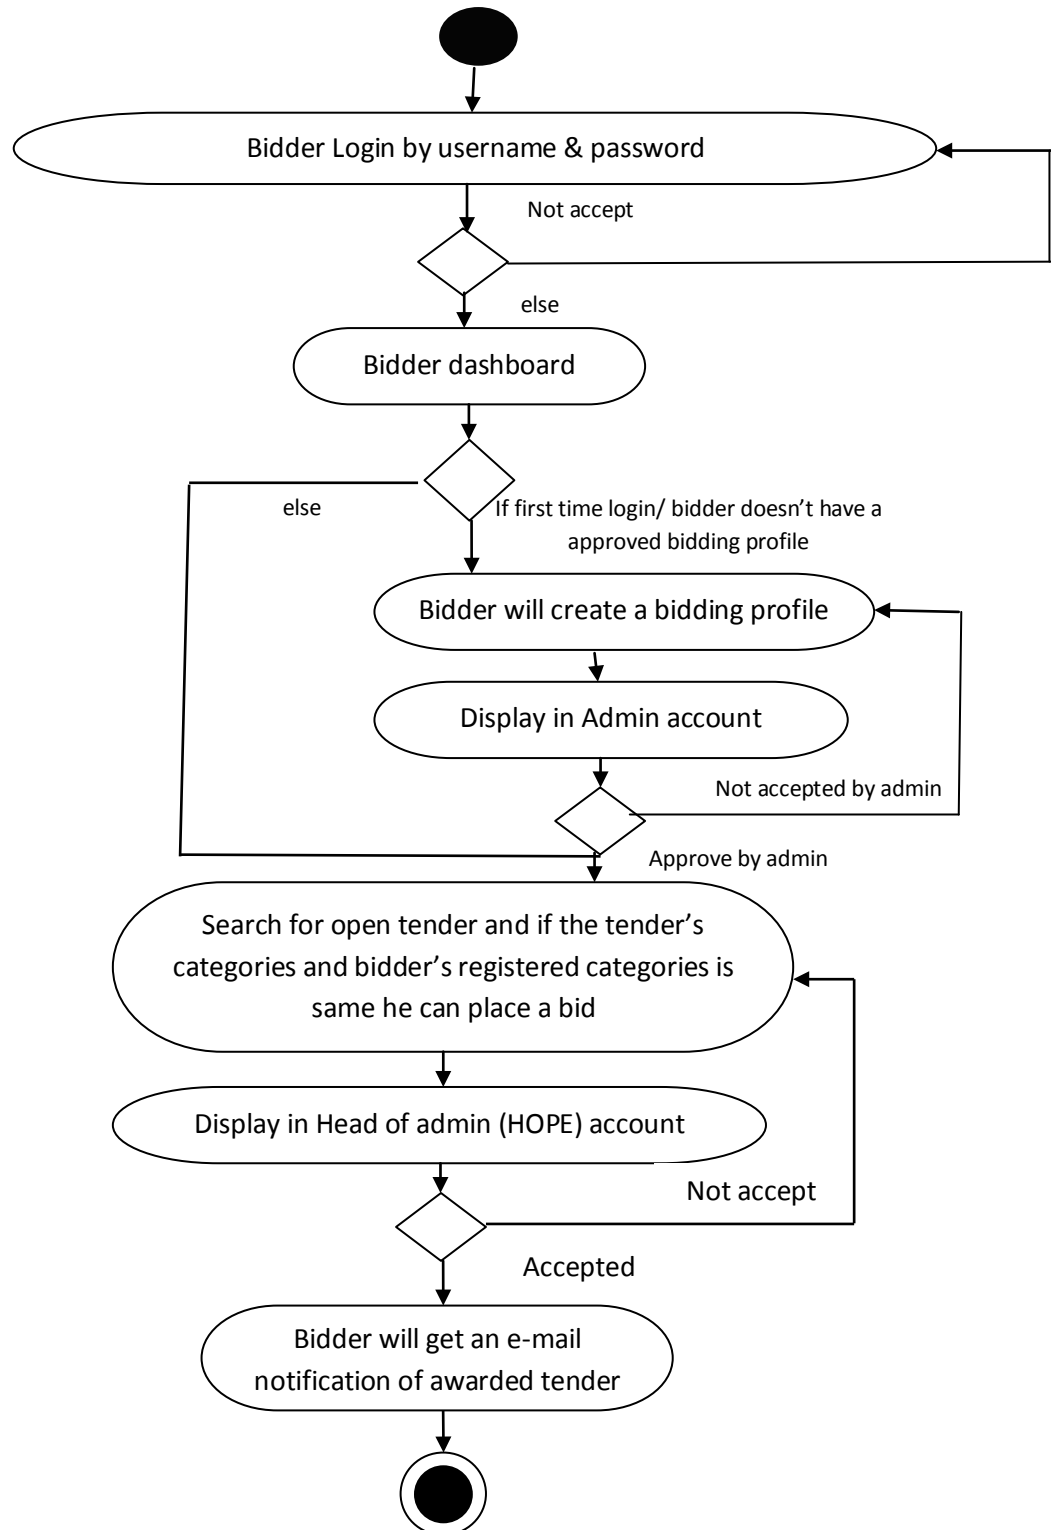 Bidder Login by username & password
Not accept
else
Bidder dashboard
else
If first time login/ bidder doesn’t have a
approved bidding profile
Bidder will create a bidding profile
Display in Admin account
Not accepted by admin
Approve by admin
Search for open tender and if the tender’s
categories and bidder’s registered categories is
same he can place a bid
Display in Head of admin (HOPE) account
Not accept
Accepted
Bidder will get an e-mail
notification of awarded tender